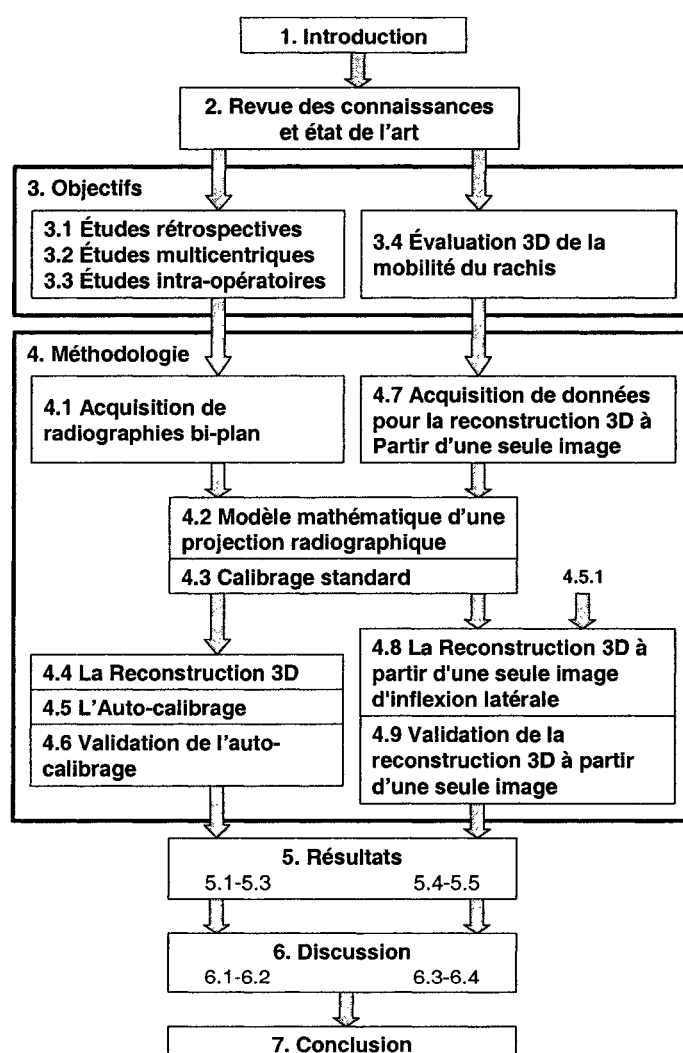 1. Introduction
2. Revue des connaissances
et état de l'art
3. Objectifs
3.1 Études rétrospectives
3.2 Études multicentriques
3.3 Études intra-opératoires
3.4 Évaluation 3D de la
mobilité du rachis
4. Méthodologie
4.1 Acquisition de
radiographies bi-plan
4.7 Acquisition de données
pour la reconstruction 3D à
Partir d'une seule image
4.2 Modèle mathématique d'une
projection radiographique
4.3 Calibrage standard
4.5.1
4.4 La Reconstruction 3D
4.5 L'Auto-calibrage
4.6 Validation de l'auto-
calibrage
4.8 La Reconstruction 3D à
partir d'une seule image
d'inflexion latérale
4.9 Validation de la
reconstruction 3D à partir
d'une seule image
5. Résultats
5.1-5.3 5.4-5.5
6. Discussion
6.1-6.2 6.3-6.4
7. Conclusion